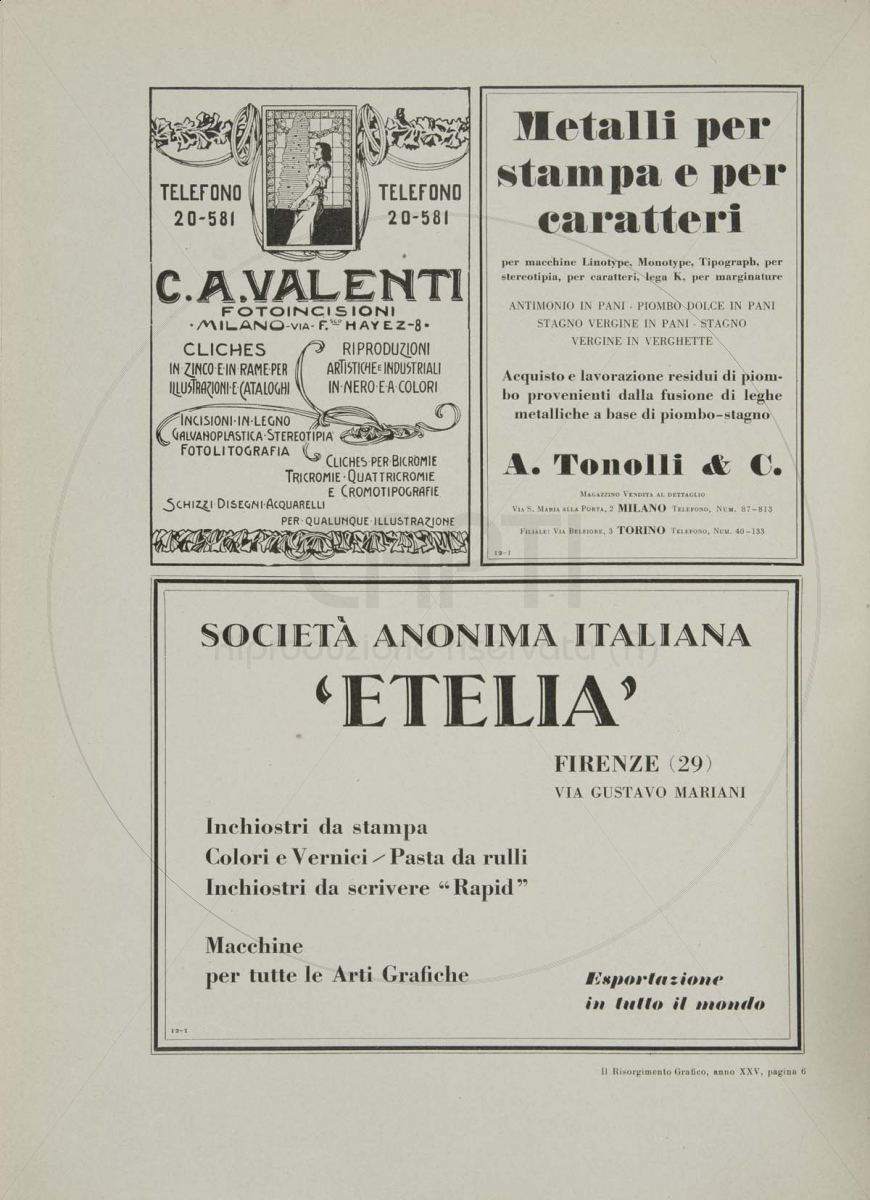 TELEFONO
20-581
TELEFONO
20-581
C.A.VALENTI
FOTOINCISIONI
·MILANO-VIA-F.SCO HAYEZ-8·
CLICHES
IN·ZINCO·E·IN·RAME·PER
ILLUSTRAZIONI·E·CATALOGHI
RIPRODUZIONI
ARTISTICHE E INDUSTRIALI
IN·NERO·E·A·COLORI
INCISIONI·IN·LEGNO
GALVANOPLASTICA·STEREOTIPIA
FOTOLITOGRAFIA
CLICHES·PER·BICROMIE
TRICROMIE·QUATTRICROMIE
E CROMOTIPOGRAFIE
SCHIZZI·DISEGNI·ACQUARELLI
PER·QUALUNQUE·ILLUSTRAZIONE
Metalli per
stampa e per
caratteri
per macchine Linotype, Monotype, Tipograph, per
stereotipia, per caratteri, lega K, per marginature
ANTIMONIO IN PANI · PIOMBO DOLCE IN PANI
STAGNO VERGINE IN PANI · STAGNO
VERGINE IN VERGHETTE
Acquisto e lavorazione residui di piom-
bo provenienti dalla fusione di leghe
metalliche a base di piombo-stagno
A. Tonolli & C.
MAGAZZINO VENDITA AL DETTAGLIO
VIA S. MARIA ALLA PORTA, 2 MILANO TELEFONO, NUM. 87-813
FILIALE: VIA BELFIORE, 3 TORINO TELEFONO, NUM. 40-133
12-1
SOCIETÀ ANONIMA ITALIANA
‘ETELIA’
FIRENZE (29)
VIA GUSTAVO MARIANI
Inchiostri da stampa
Colori e Vernici - Pasta da rulli
Inchiostri da scrivere “Rapid”
Macchine
per tutte le Arti Grafiche
Esportazione
in tutto il mondo
12-1
Il Risorgimento Grafico, anno XXV, pagina 6
CAPTI
riproduzione riservata (n)